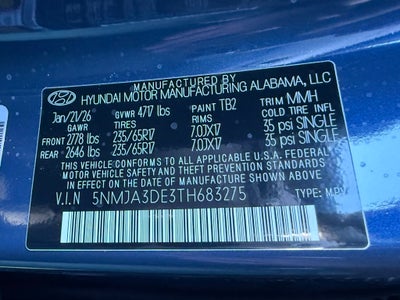 MANUFACTURED BY
HYUNDAI MOTOR MANUFACTURING ALABAMA, LLC
Jan/21/26 GVWR 4717 lbs PAINT TB2 TRIM MMH
GAWR TIRES RIMS COLD TIRE INFL
FRONT 2778 lbs 235/65R17 7.0JX17 35 psi SINGLE
REAR 2646 lbs 235/65R17 7.0JX17 35 psi SINGLE
THIS VEHICLE CONFORMS TO ALL APPLICABLE U.S.A. FEDERAL
MOTOR VEHICLE SAFETY, BUMPER, AND THEFT PREVENTION STANDARDS
IN EFFECT ON THE DATE OF MANUFACTURE SHOWN ABOVE.
V.I.N 5NMJA3DE3TH683275 TYPE: MPV